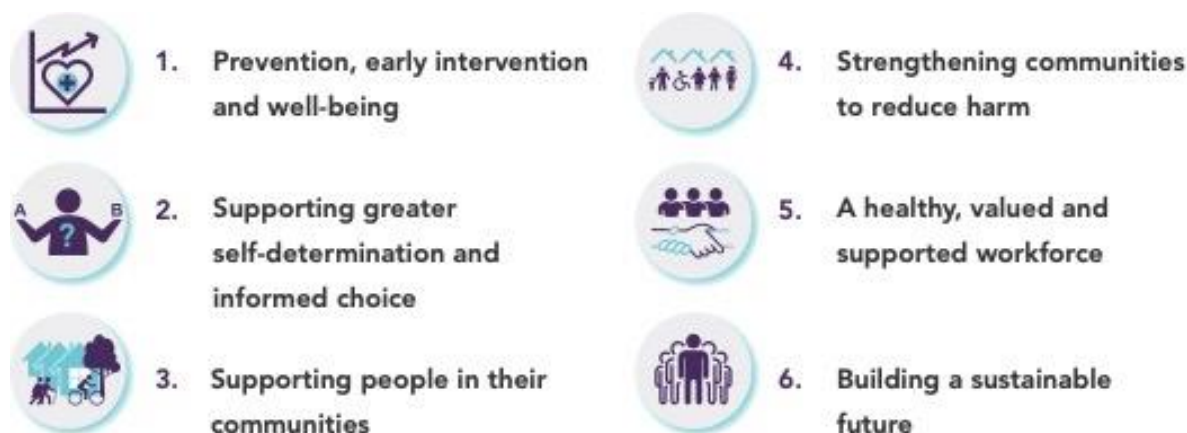 1. Prevention, early intervention
and well-being
A B
?
2. Supporting greater
self-determination and
informed choice
3. Supporting people in their
communities
4. Strengthening communities
to reduce harm
5. A healthy, valued and
supported workforce
6. Building a sustainable
future